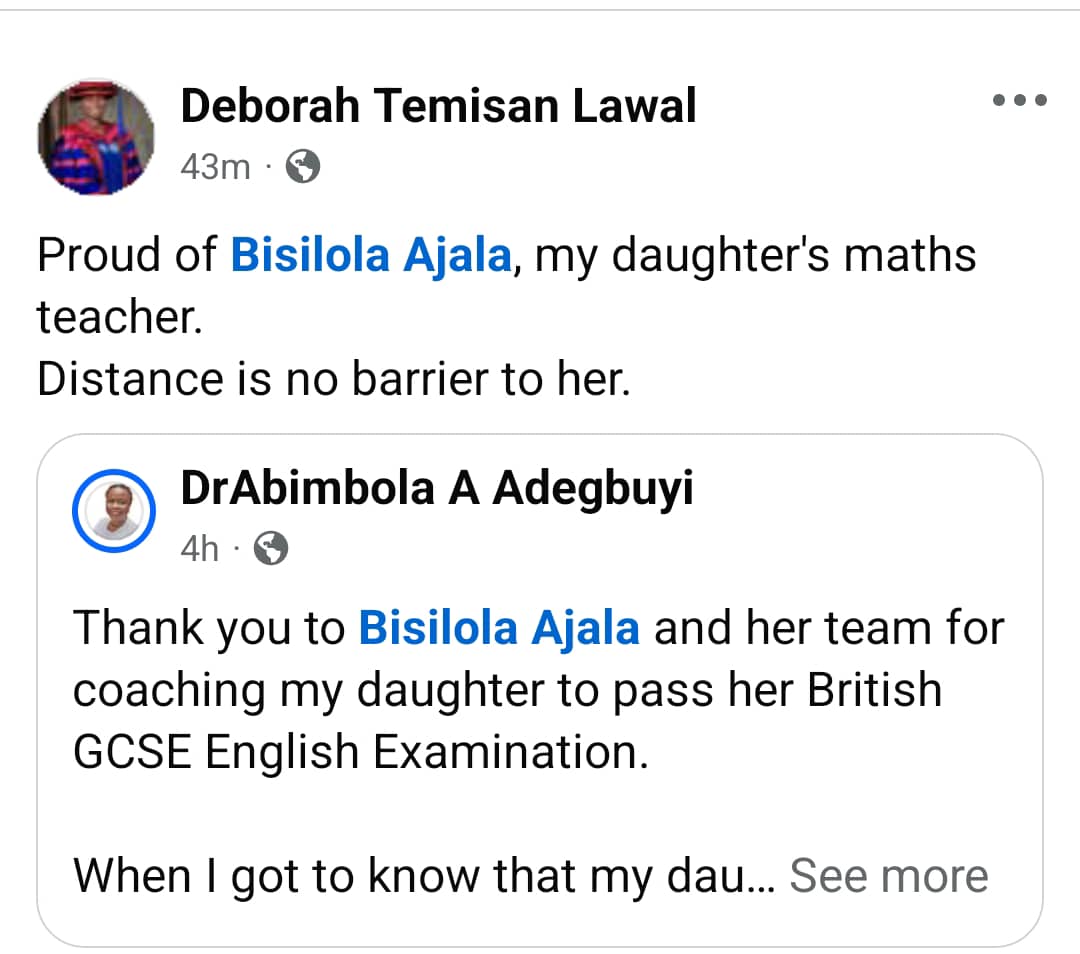 Deborah Temisan Lawal
43m ·
Proud of Bisilola Ajala, my daughter's maths
teacher.
Distance is no barrier to her.
DrAbimbola A Adegbuyi
4h ·
Thank you to Bisilola Ajala and her team for
coaching my daughter to pass her British
GCSE English Examination.
When I got to know that my dau... See more